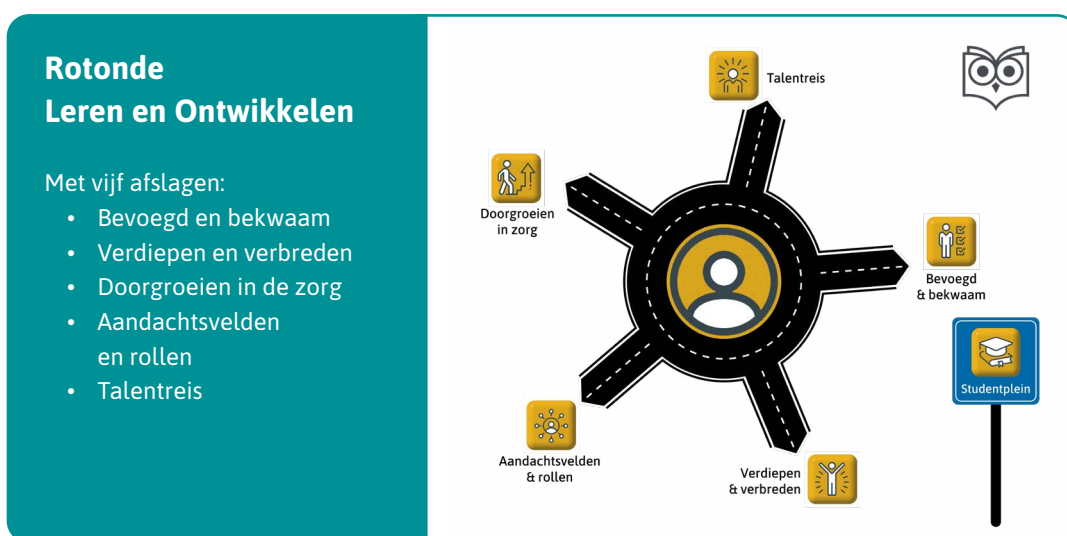 Rotonde
Leren en Ontwikkelen
Met vijf afslagen:
• Bevoegd en bekwaam
• Verdiepen en verbreden
• Doorgroeien in de zorg
• Aandachtsvelden
en rollen
• Talentreis
Talentreis
Doorgroeien
in zorg
Bevoegd
& bekwaam
Studentplein
Aandachtsvelden
& rollen
Verdiepen
& verbreden